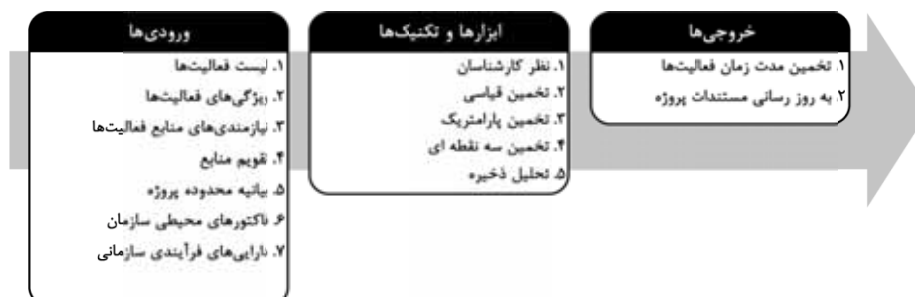 ورودی‌ها
۱. لیست فعالیت‌ها
۲. ویژگی‌های فعالیت‌ها
۳. نیازمندی‌های منابع فعالیت‌ها
۴. تقویم منابع
۵. بیانیه محدوده پروژه
۶. فاکتورهای محیطی سازمان
۷. دارایی‌های فرآیندی سازمانی
ابزارها و تکنیک‌ها
۱. نظر کارشناسان
۲. تخمین قیاسی
۳. تخمین پارامتریک
۴. تخمین سه نقطه ای
۵. تحلیل ذخیره
خروجی‌ها
۱. تخمین مدت زمان فعالیت‌ها
۲. به روز رسانی مستندات پروژه